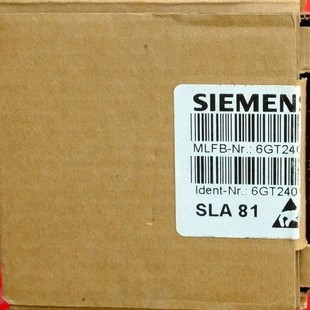 SIEMENS
MLFB-Nr.: 6GT240
Ident-Nr.: 6GT240
SLA 81